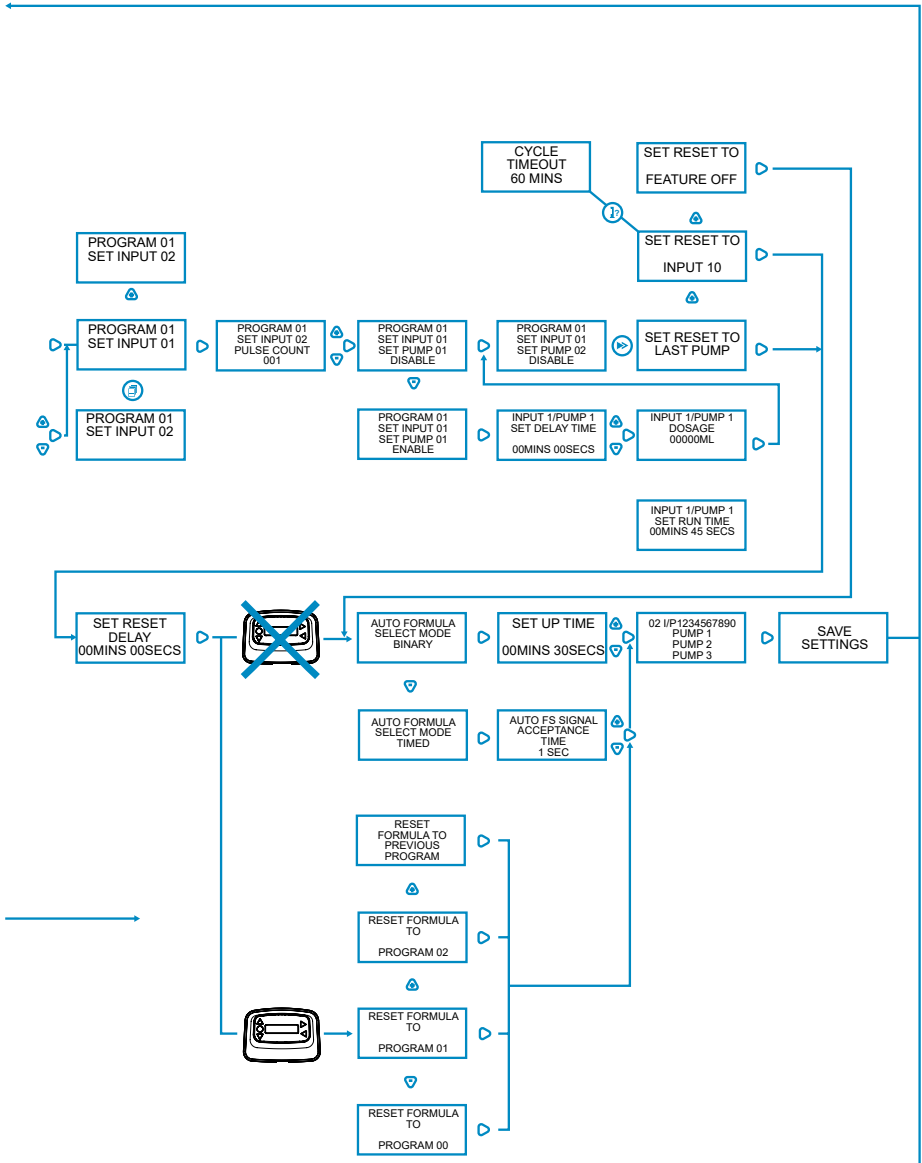 CYCLE
TIMEOUT
60 MINS
SET RESET TO
FEATURE OFF
SET RESET TO
INPUT 10
PROGRAM 01
SET INPUT 02
PROGRAM 01
SET INPUT 01
PROGRAM 01
SET INPUT 02
PULSE COUNT
001
PROGRAM 01
SET INPUT 01
SET PUMP 01
DISABLE
PROGRAM 01
SET INPUT 01
SET PUMP 02
DISABLE
SET RESET TO
LAST PUMP
PROGRAM 01
SET INPUT 02
PROGRAM 01
SET INPUT 01
SET PUMP 01
ENABLE
INPUT 1/PUMP 1
SET DELAY TIME
00MINS 00SECS
INPUT 1/PUMP 1
DOSAGE
00000ML
INPUT 1/PUMP 1
SET RUN TIME
00MINS 45 SECS
SET RESET
DELAY
00MINS 00SECS
AUTO FORMULA
SELECT MODE
BINARY
SET UP TIME
00MINS 30SECS
02 I/P1234567890
PUMP 1
PUMP 2
PUMP 3
SAVE
SETTINGS
AUTO FORMULA
SELECT MODE
TIMED
AUTO FS SIGNAL
ACCEPTANCE
TIME
1 SEC
RESET
FORMULA TO
PREVIOUS
PROGRAM
RESET FORMULA
TO
PROGRAM 02
RESET FORMULA
TO
PROGRAM 01
RESET FORMULA
TO
PROGRAM 00